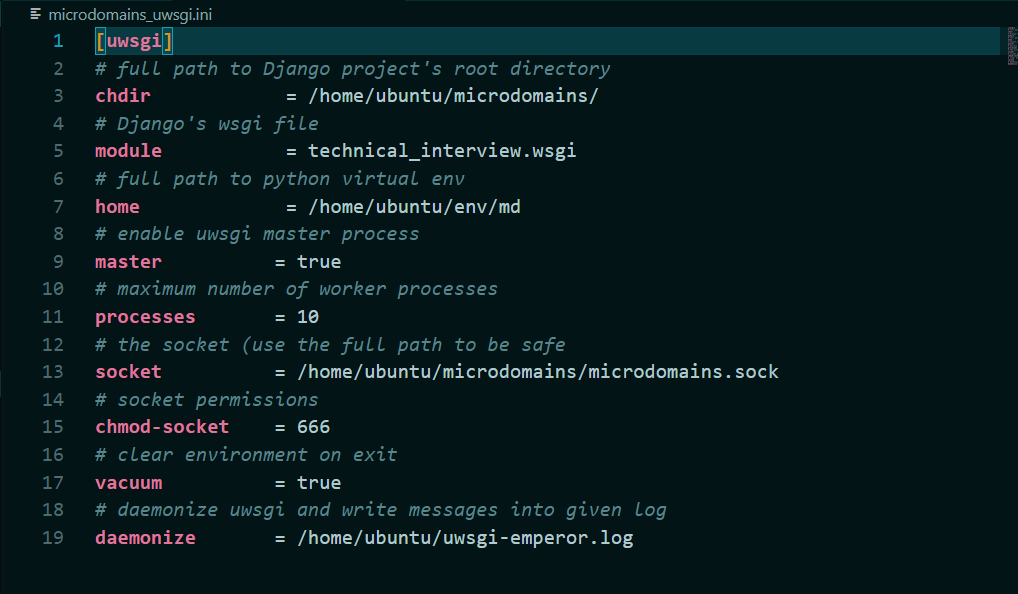 microdomains_uwsgi.ini
1 [uwsgi]
2 # full path to Django project's root directory
3 chdir            = /home/ubuntu/microdomains/
4 # Django's wsgi file
5 module           = technical_interview.wsgi
6 # full path to python virtual env
7 home             = /home/ubuntu/env/md
8 # enable uwsgi master process
9 master          = true
10 # maximum number of worker processes
11 processes       = 10
12 # the socket (use the full path to be safe
13 socket          = /home/ubuntu/microdomains/microdomains.sock
14 # socket permissions
15 chmod-socket    = 666
16 # clear environment on exit
17 vacuum          = true
18 # daemonize uwsgi and write messages into given log
19 daemonize       = /home/ubuntu/uwsgi-emperor.log